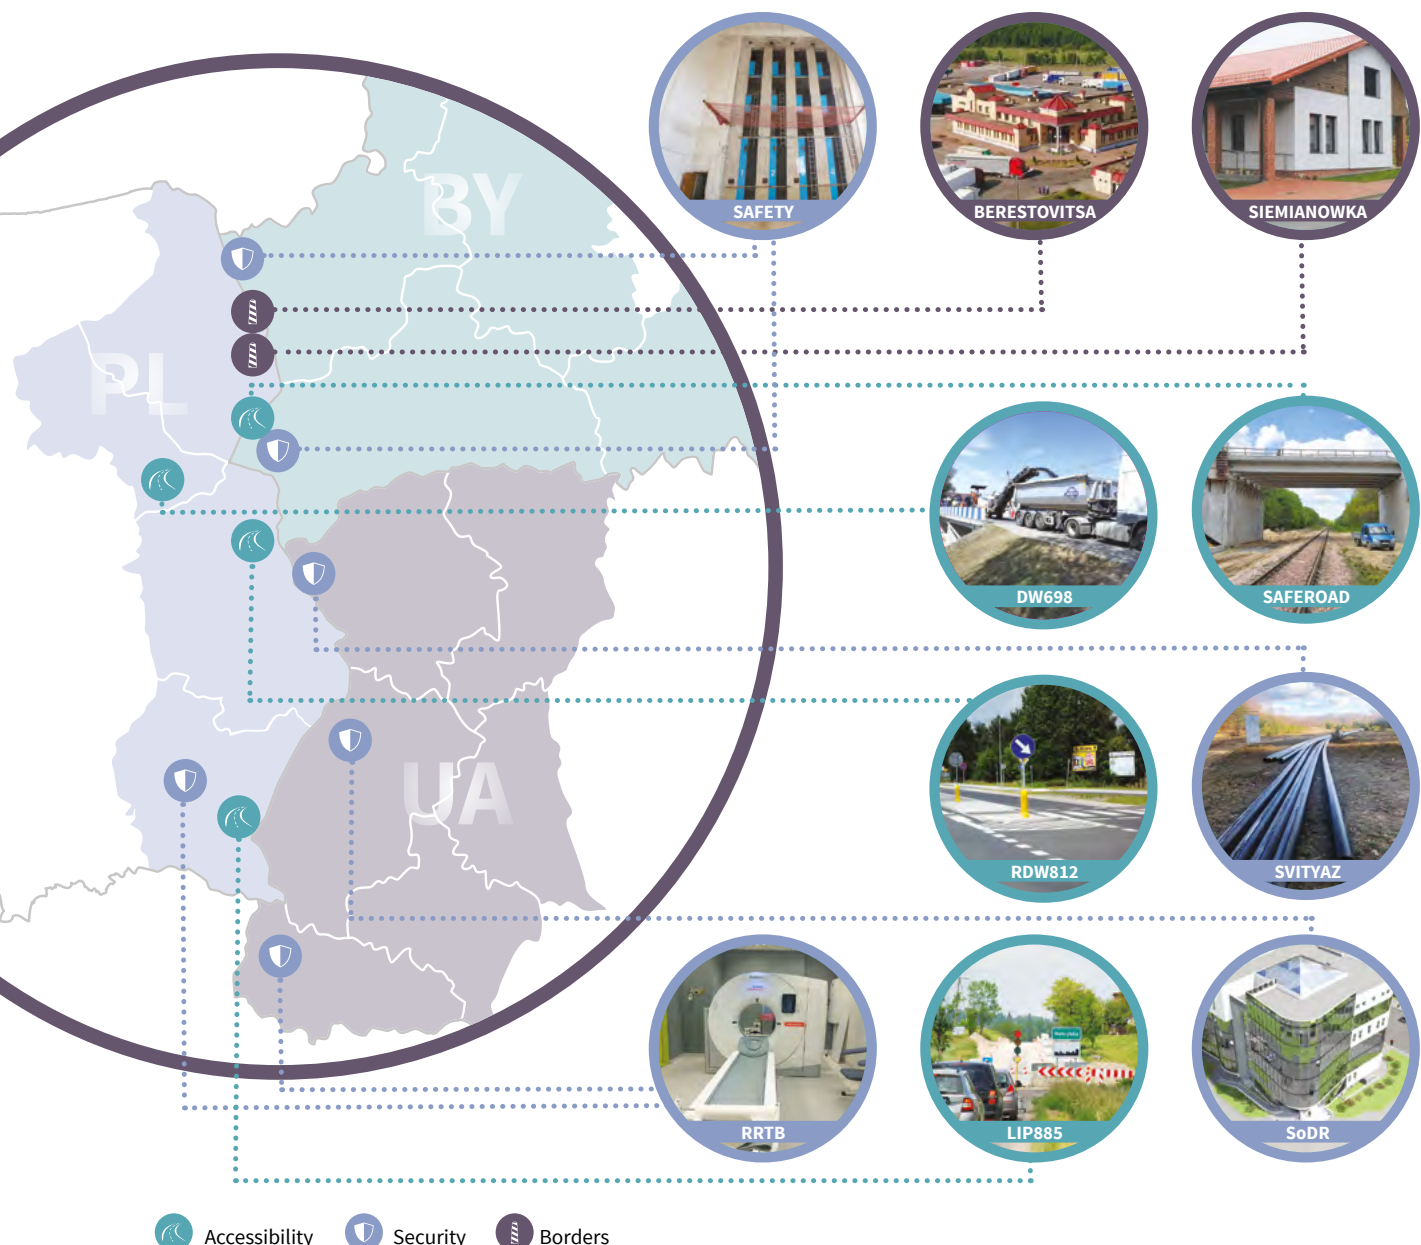 SAFETY
BERESTOVITSA
SIEMIANOWKA
BY
PL
DW698
SAFEROAD
UA
RDW812
SVITYAZ
RRTB
LIP885
SoDR
Accessibility
Security
Borders